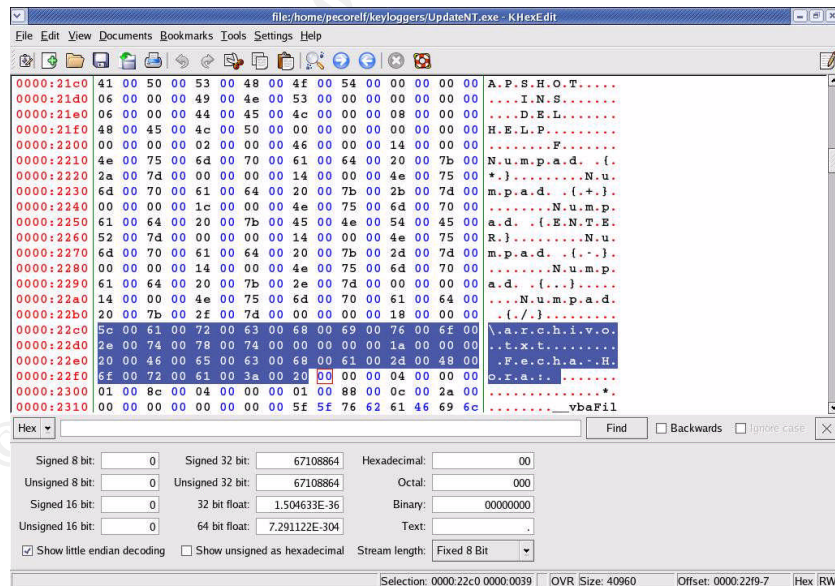 file:/home/pecorelf/keyloggers/UpdateNT.exe - KHexEdit
File Edit View Documents Bookmarks Tools Settings Help
0000:21c0 41 00 50 00 53 00 48 00 4f 00 54 00 00 00 00 00 A.P.S.H.O.T.....
0000:21d0 06 00 00 00 49 00 4e 00 53 00 00 00 00 00 00 00 ....I.N.S.......
0000:21e0 06 00 00 00 44 00 45 00 4c 00 00 00 08 00 00 00 ....D.E.L.......
0000:21f0 48 00 45 00 4c 00 50 00 00 00 00 00 00 00 00 00 H.E.L.P.........
0000:2200 00 00 00 00 02 00 00 00 46 00 00 00 14 00 00 00 ........F.......
0000:2210 4e 00 75 00 6d 00 70 00 61 00 64 00 20 00 7b 00 N.u.m.p.a.d. .{.
0000:2220 2a 00 7d 00 00 00 00 00 14 00 00 00 4e 00 75 00 *.}.........N.u.
0000:2230 6d 00 70 00 61 00 64 00 20 00 7b 00 2b 00 7d 00 m.p.a.d. .{.+.}.
0000:2240 00 00 00 00 1c 00 00 00 4e 00 75 00 6d 00 70 00 ........N.u.m.p.
0000:2250 61 00 64 00 20 00 7b 00 45 00 4e 00 54 00 45 00 a.d. .{.E.N.T.E.
0000:2260 52 00 7d 00 00 00 00 00 14 00 00 00 4e 00 75 00 R.}.........N.u.
0000:2270 6d 00 70 00 61 00 64 00 20 00 7b 00 2d 00 7d 00 m.p.a.d. .{.-.}.
0000:2280 00 00 00 00 14 00 00 00 4e 00 75 00 6d 00 70 00 ........N.u.m.p.
0000:2290 61 00 64 00 20 00 7b 00 2e 00 7d 00 00 00 00 00 a.d. .{...}.....
0000:22a0 14 00 00 00 4e 00 75 00 6d 00 70 00 61 00 64 00 ....N.u.m.p.a.d.
0000:22b0 20 00 7b 00 2f 00 7d 00 00 00 00 00 18 00 00 00  .{./.}.........
0000:22c0 5c 00 61 00 72 00 63 00 68 00 69 00 76 00 6f 00 \.a.r.c.h.i.v.o.
0000:22d0 2e 00 74 00 78 00 74 00 00 00 00 00 1a 00 00 00 ..t.x.t.........
0000:22e0 20 00 46 00 65 00 63 00 68 00 61 00 2d 00 48 00  .F.e.c.h.a.-.H.
0000:22f0 6f 00 72 00 61 00 3a 00 20 00 00 00 04 00 00 00 o.r.a.:. .......
0000:2300 01 00 8c 00 04 00 00 00 01 00 88 00 0c 00 2a 00 ..............*.
0000:2310 00 00 00 00 00 00 00 00 5f 5f 76 62 61 46 69 6c ........__vbaFil
Hex Find Backwards Ignore case
Signed 8 bit: 0 Signed 32 bit: 67108864 Hexadecimal: 00
Unsigned 8 bit: 0 Unsigned 32 bit: 67108864 Octal: 000
Signed 16 bit: 0 32 bit float: 1.504633E-36 Binary: 00000000
Unsigned 16 bit: 0 64 bit float: 7.291122E-304 Text: .
Show little endian decoding Show unsigned as hexadecimal Stream length: Fixed 8 Bit
Selection: 0000:22c0 0000:0039 OVR Size: 40960 Offset: 0000:22f9-7 Hex RW